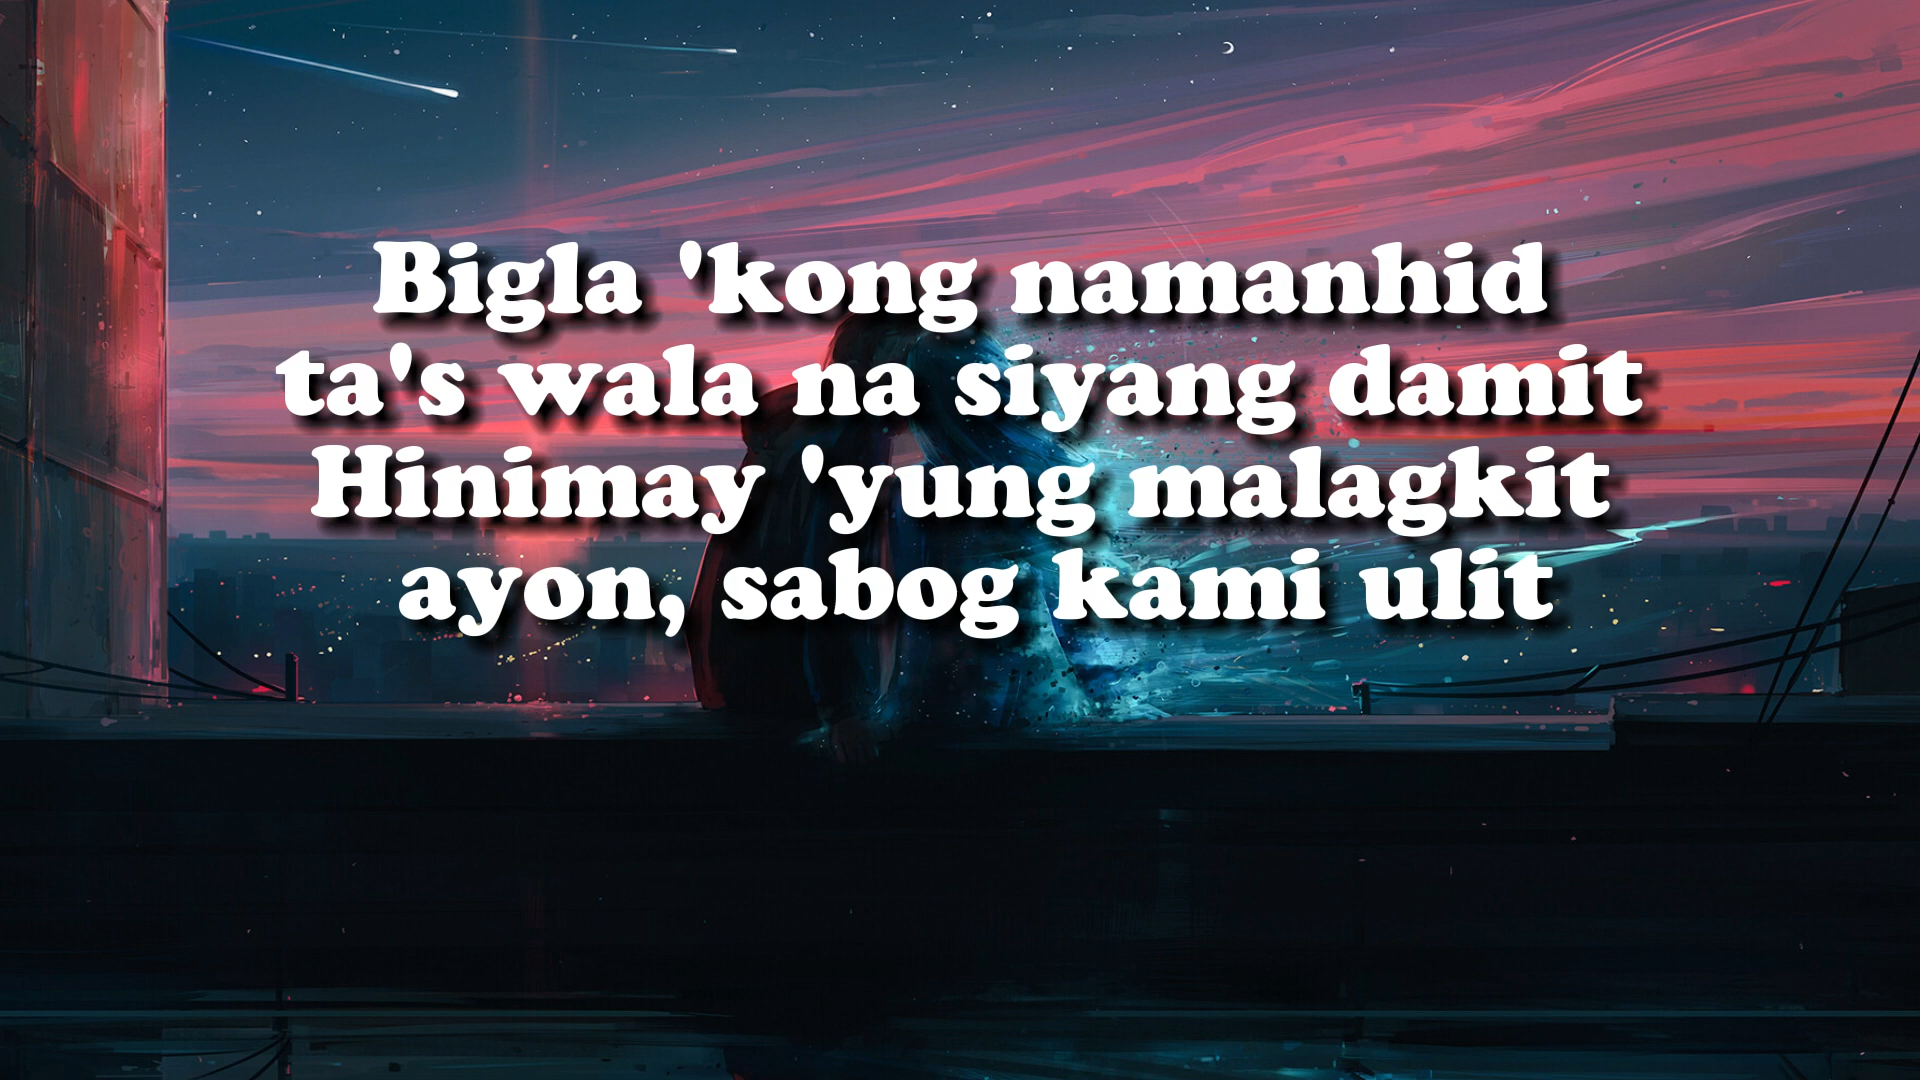 Bigla 'kong namanhid
ta's wala na siyang damit
Hinimay 'yung malagkit
ayon, sabog kami ulit